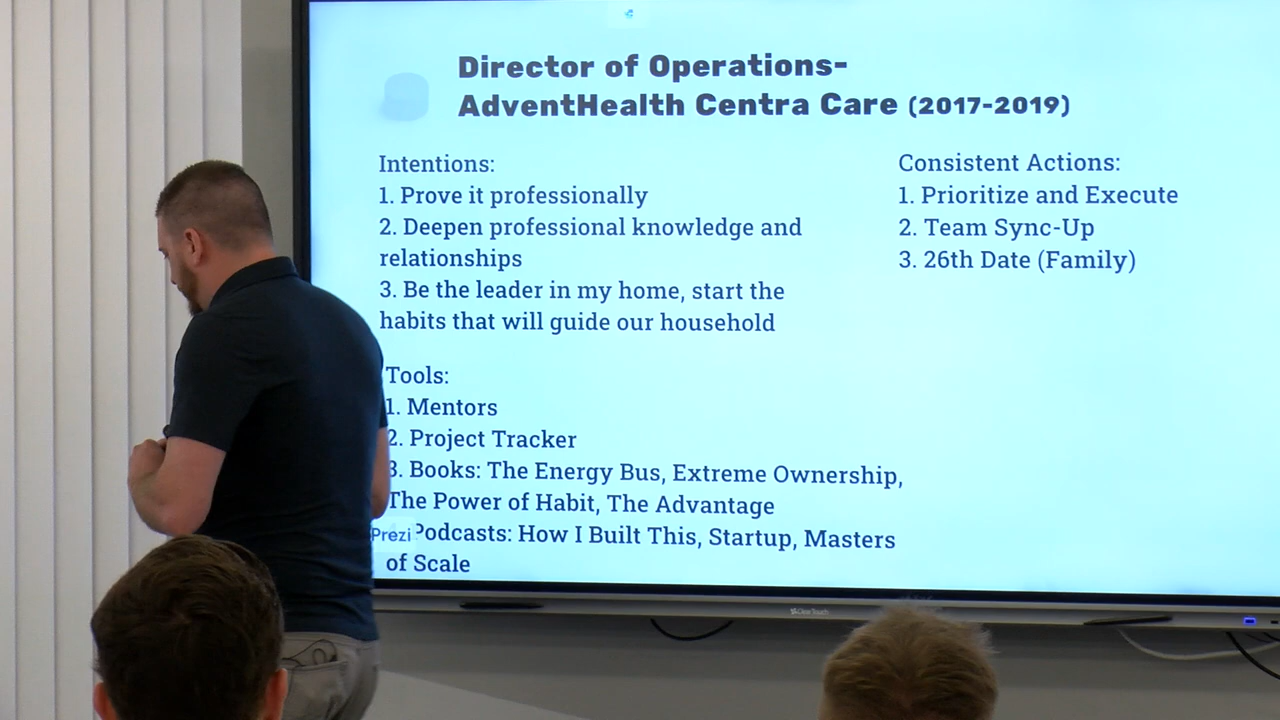 Director of Operations-
AdventHealth Centra Care (2017-2019)
Intentions:
1. Prove it professionally
2. Deepen professional knowledge and
relationships
3. Be the leader in my home, start the
habits that will guide our household
Consistent Actions:
1. Prioritize and Execute
2. Team Sync-Up
3. 26th Date (Family)
Tools:
1. Mentors
2. Project Tracker
3. Books: The Energy Bus, Extreme Ownership,
The Power of Habit, The Advantage
Podcasts: How I Built This, Startup, Masters
of Scale
Prezi
ClearTouch